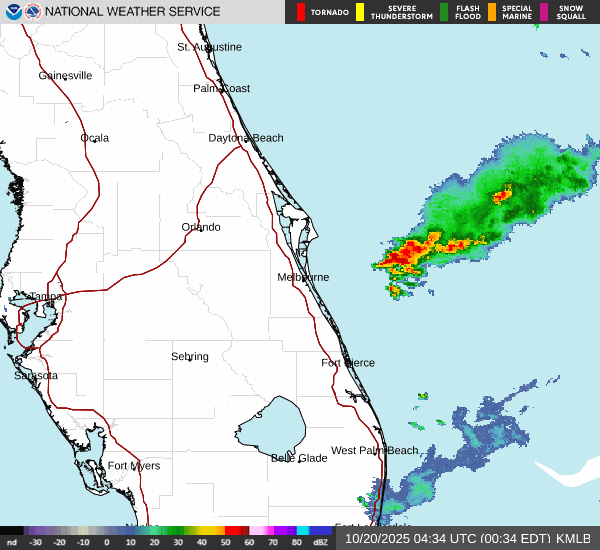 NATIONAL WEATHER SERVICE
TORNADO
SEVERE THUNDERSTORM
FLASH FLOOD
SPECIAL MARINE
SNOW SQUALL
St. Augustine
Gainesville
Palm Coast
Ocala
Daytona Beach
Orlando
Melbourne
Tampa
Sebring
Fort Pierce
Sarasota
West Palm Beach
Belle Glade
Fort Myers
nd -30 -20 -10 0 10 20 30 40 50 60 70 80 dBZ
10/20/2025 04:34 UTC (00:34 EDT) KMLB